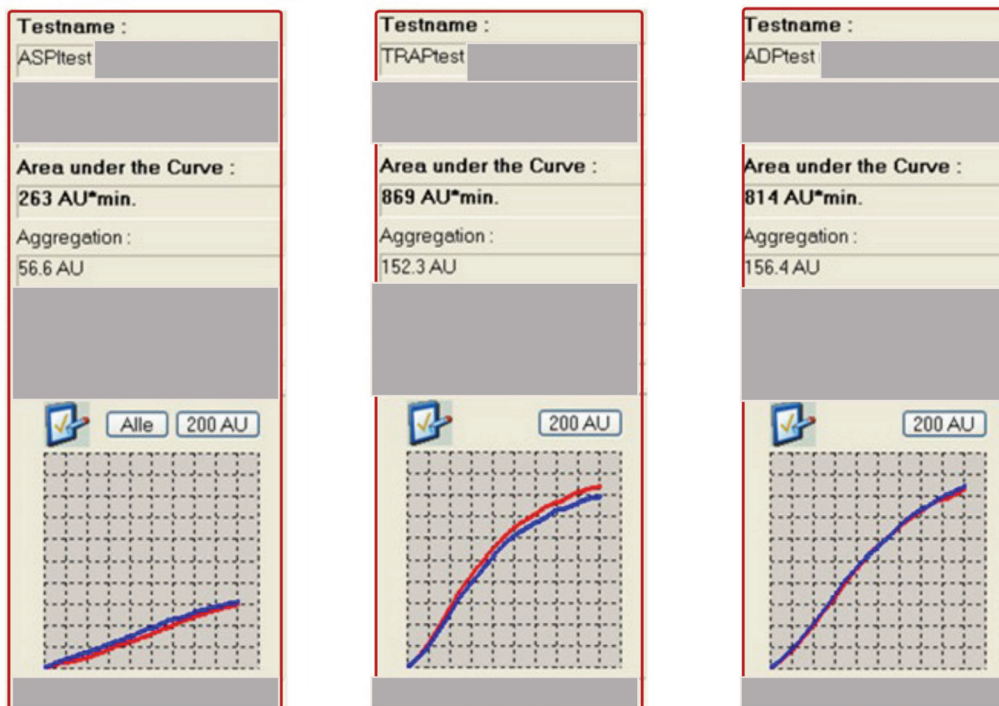 Testname :
ASPItest
Area under the Curve :
263 AU*min.
Aggregation :
56.6 AU
Alle 200 AU
Testname :
TRAPtest
Area under the Curve :
869 AU*min.
Aggregation :
152.3 AU
200 AU
Testname :
ADPtest
Area under the Curve :
814 AU*min.
Aggregation :
156.4 AU
200 AU